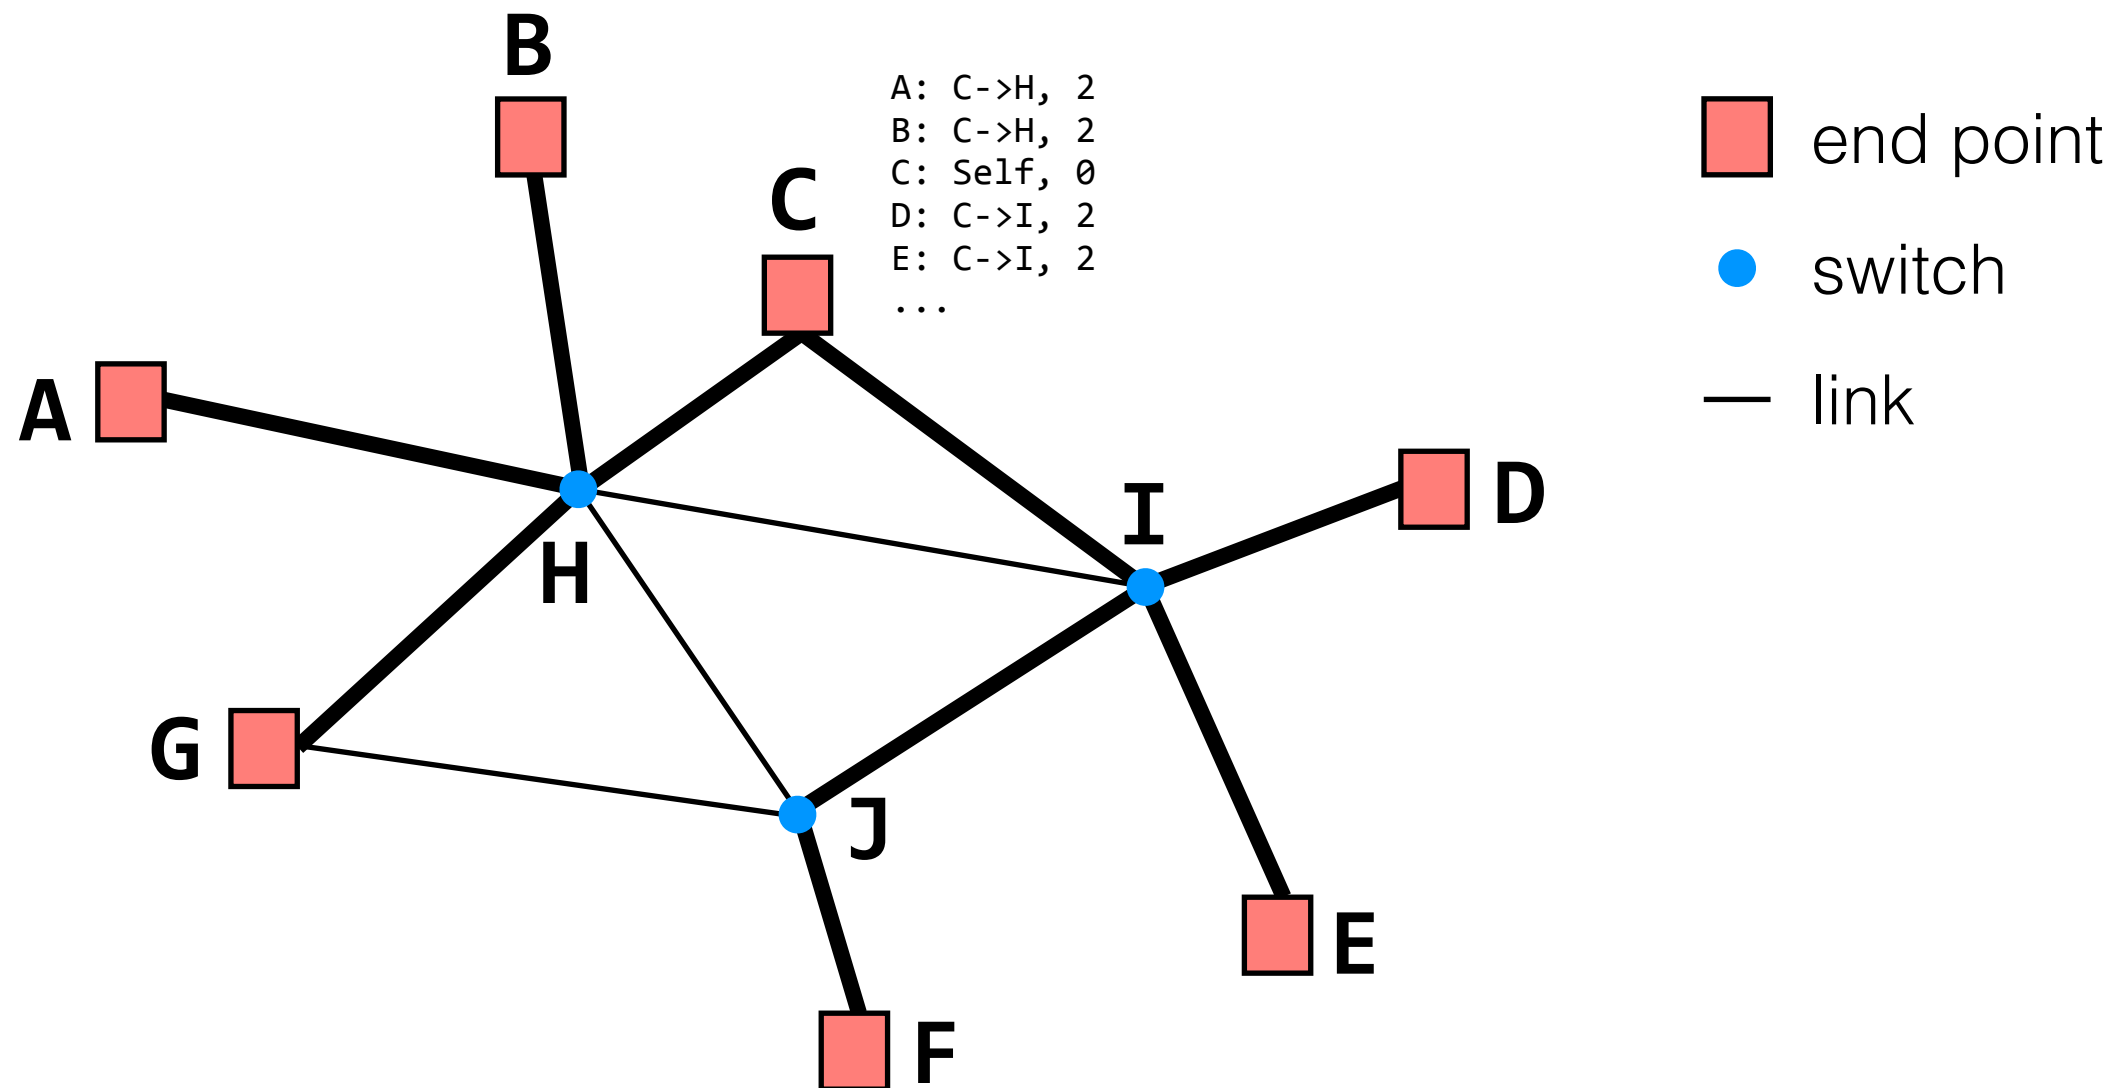 B
A: C->H, 2
B: C->H, 2
C: Self, 0
D: C->I, 2
E: C->I, 2
...
C
A
H
I
D
G
J
E
F
end point
switch
link